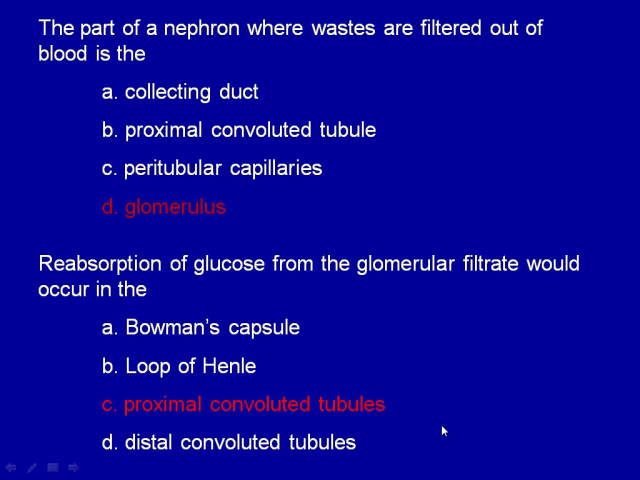 The part of a nephron where wastes are filtered out of
blood is the
a. collecting duct
b. proximal convoluted tubule
c. peritubular capillaries
d. glomerulus
Reabsorption of glucose from the glomerular filtrate would
occur in the
a. Bowman's capsule
b. Loop of Henle
c. proximal convoluted tubules
d. distal convoluted tubules